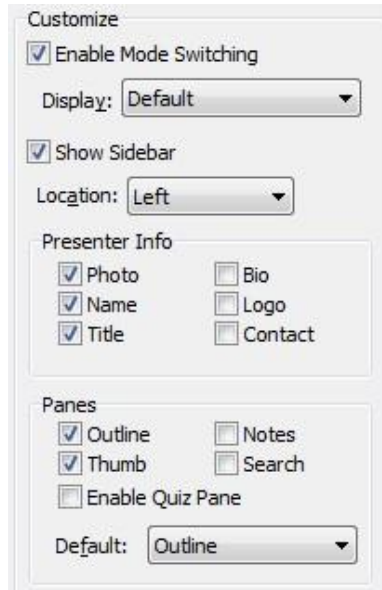 Customize
Enable Mode Switching
Display: Default
Show Sidebar
Location: Left
Presenter Info
Photo Bio
Name Logo
Title Contact
Panes
Outline Notes
Thumb Search
Enable Quiz Pane
Default: Outline